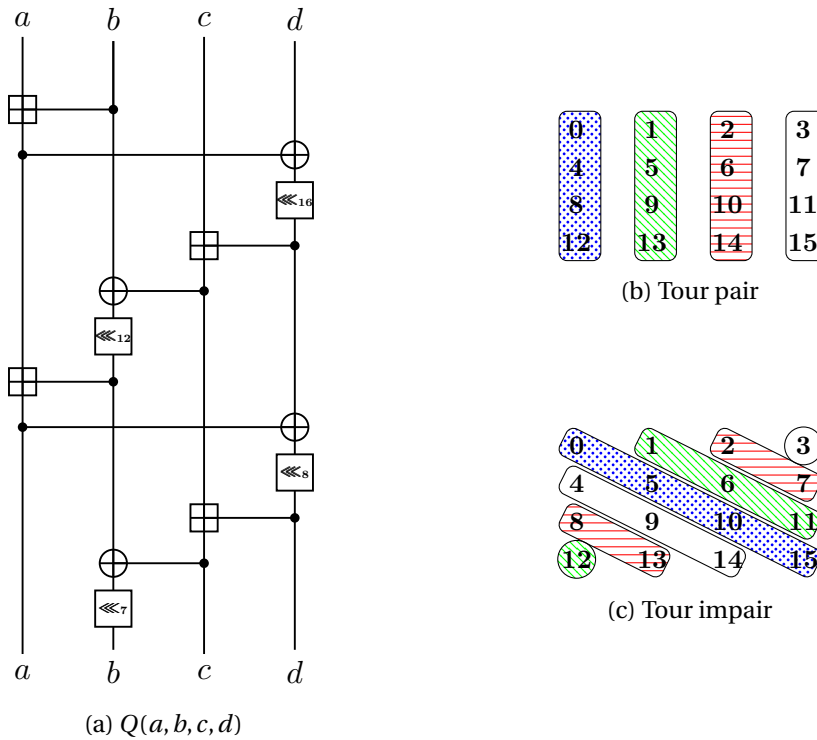 a b c d
⋘16
⋘12
⋘8
⋘7
a b c d
(a) Q(a, b, c, d)
0 1 2 3
4 5 6 7
8 9 10 11
12 13 14 15
(b) Tour pair
0 1 2 3
4 5 6 7
8 9 10 11
12 13 14 15
(c) Tour impair